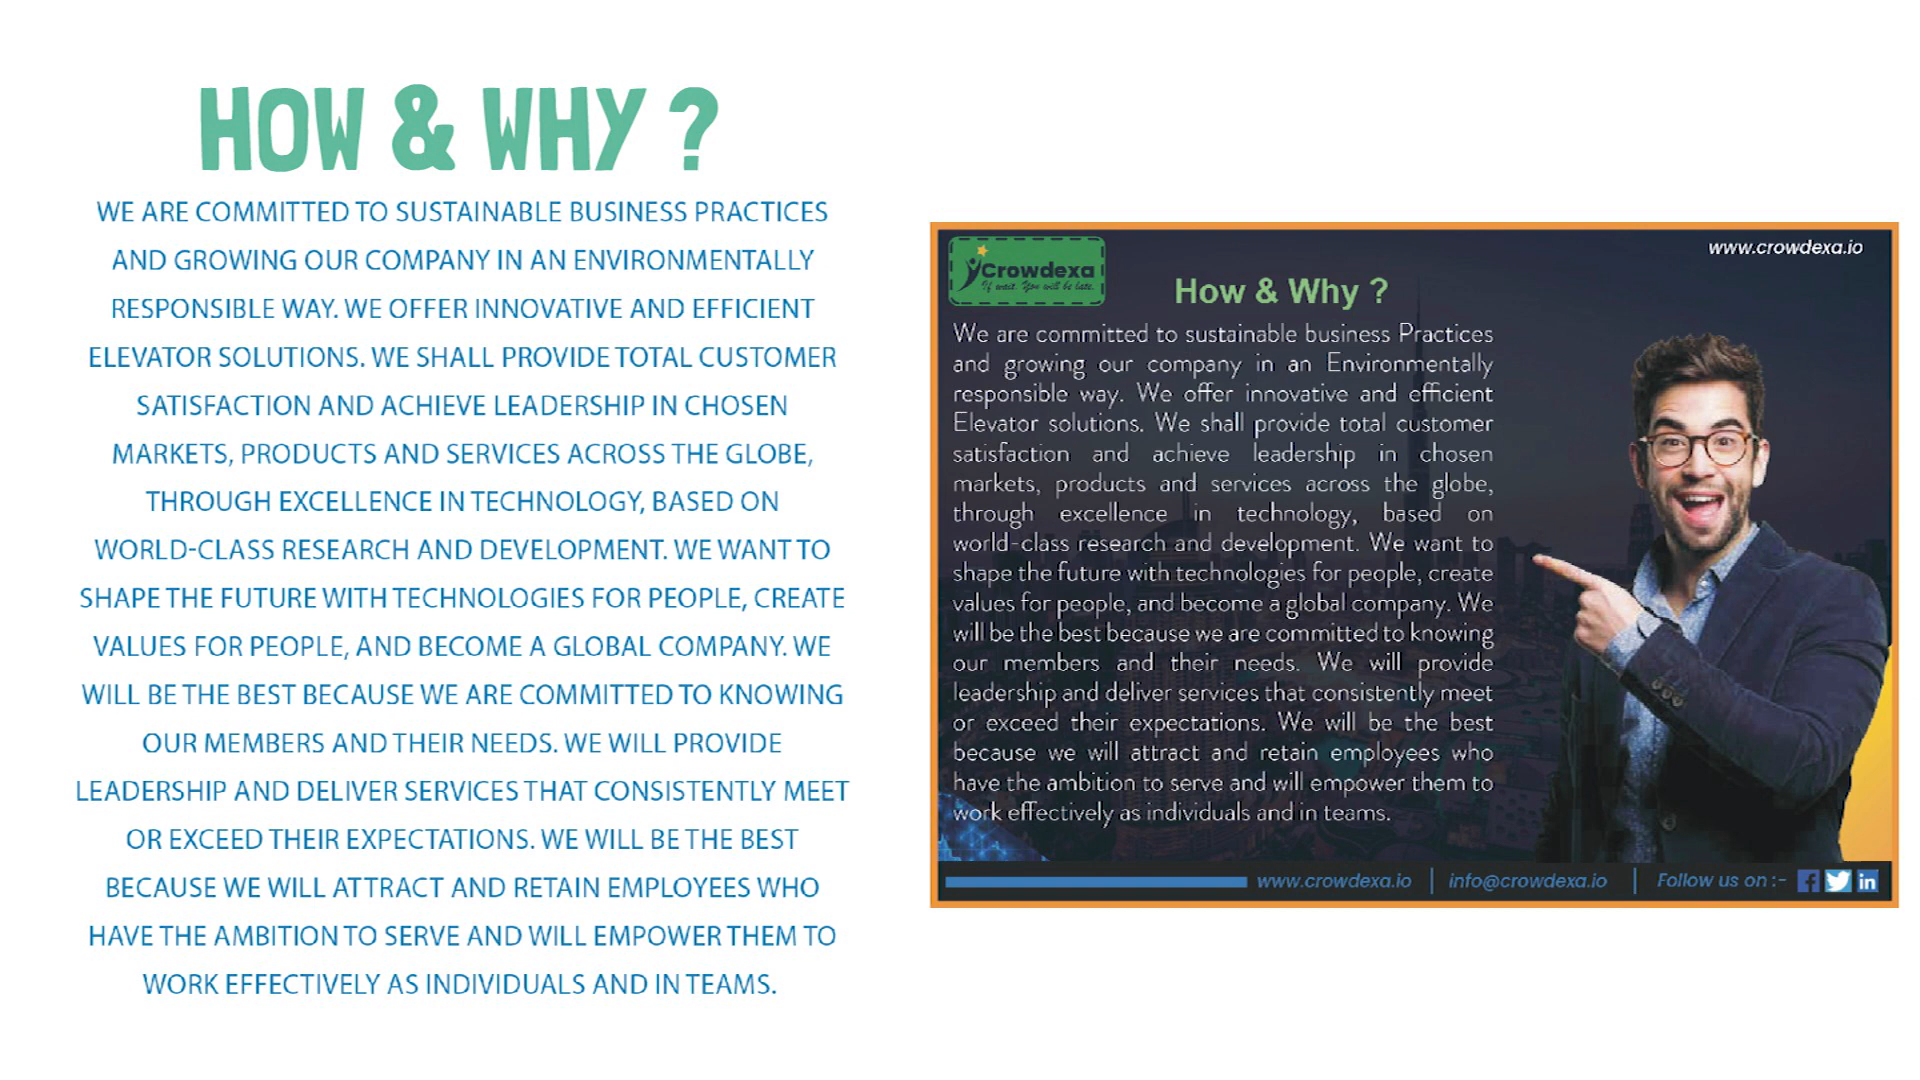 HOW & WHY ?
WE ARE COMMITTED TO SUSTAINABLE BUSINESS PRACTICES
AND GROWING OUR COMPANY IN AN ENVIRONMENTALLY
RESPONSIBLE WAY. WE OFFER INNOVATIVE AND EFFICIENT
ELEVATOR SOLUTIONS. WE SHALL PROVIDE TOTAL CUSTOMER
SATISFACTION AND ACHIEVE LEADERSHIP IN CHOSEN
MARKETS, PRODUCTS AND SERVICES ACROSS THE GLOBE,
THROUGH EXCELLENCE IN TECHNOLOGY, BASED ON
WORLD-CLASS RESEARCH AND DEVELOPMENT. WE WANT TO
SHAPE THE FUTURE WITH TECHNOLOGIES FOR PEOPLE, CREATE
VALUES FOR PEOPLE, AND BECOME A GLOBAL COMPANY. WE
WILL BE THE BEST BECAUSE WE ARE COMMITTED TO KNOWING
OUR MEMBERS AND THEIR NEEDS. WE WILL PROVIDE
LEADERSHIP AND DELIVER SERVICES THAT CONSISTENTLY MEET
OR EXCEED THEIR EXPECTATIONS. WE WILL BE THE BEST
BECAUSE WE WILL ATTRACT AND RETAIN EMPLOYEES WHO
HAVE THE AMBITION TO SERVE AND WILL EMPOWER THEM TO
WORK EFFECTIVELY AS INDIVIDUALS AND IN TEAMS.
Crowdexa
If wait. You will be late.
www.crowdexa.io
How & Why ?
We are committed to sustainable business Practices
and growing our company in an Environmentally
responsible way. We offer innovative and efficient
Elevator solutions. We shall provide total customer
satisfaction and achieve leadership in chosen
markets, products and services across the globe,
through excellence in technology, based on
world-class research and development. We want to
shape the future with technologies for people, create
values for people, and become a global company. We
will be the best because we are committed to knowing
our members and their needs. We will provide
leadership and deliver services that consistently meet
or exceed their expectations. We will be the best
because we will attract and retain employees who
have the ambition to serve and will empower them to
work effectively as individuals and in teams.
www.crowdexa.io | info@crowdexa.io | Follow us on :-